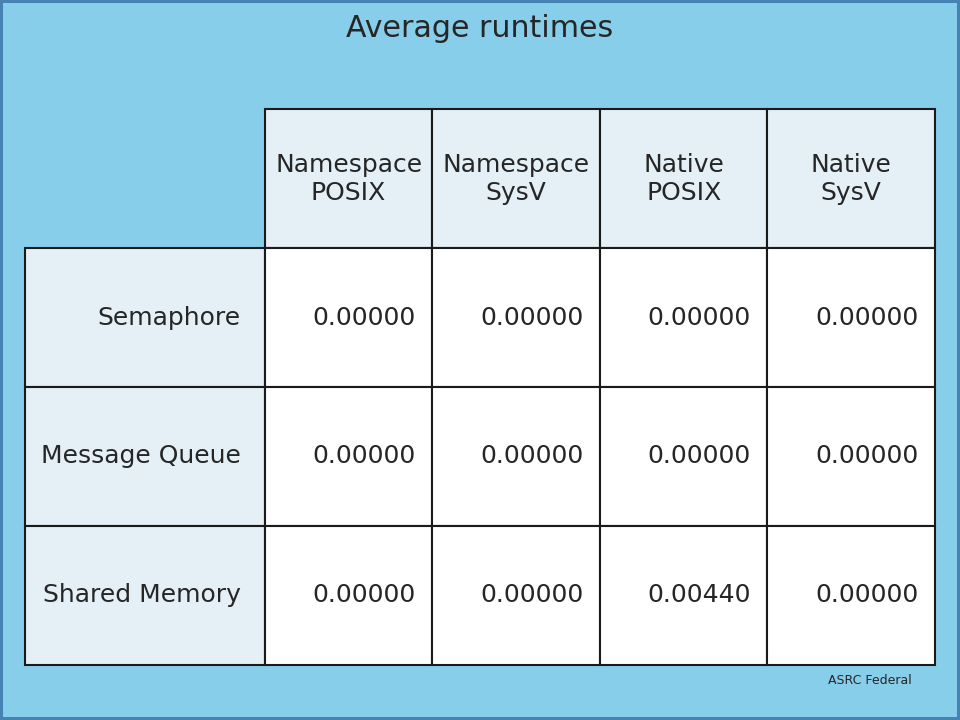 Average runtimes
Namespace POSIX Namespace SysV Native POSIX Native SysV
Semaphore 0.00000 0.00000 0.00000 0.00000
Message Queue 0.00000 0.00000 0.00000 0.00000
Shared Memory 0.00000 0.00000 0.00440 0.00000
ASRC Federal